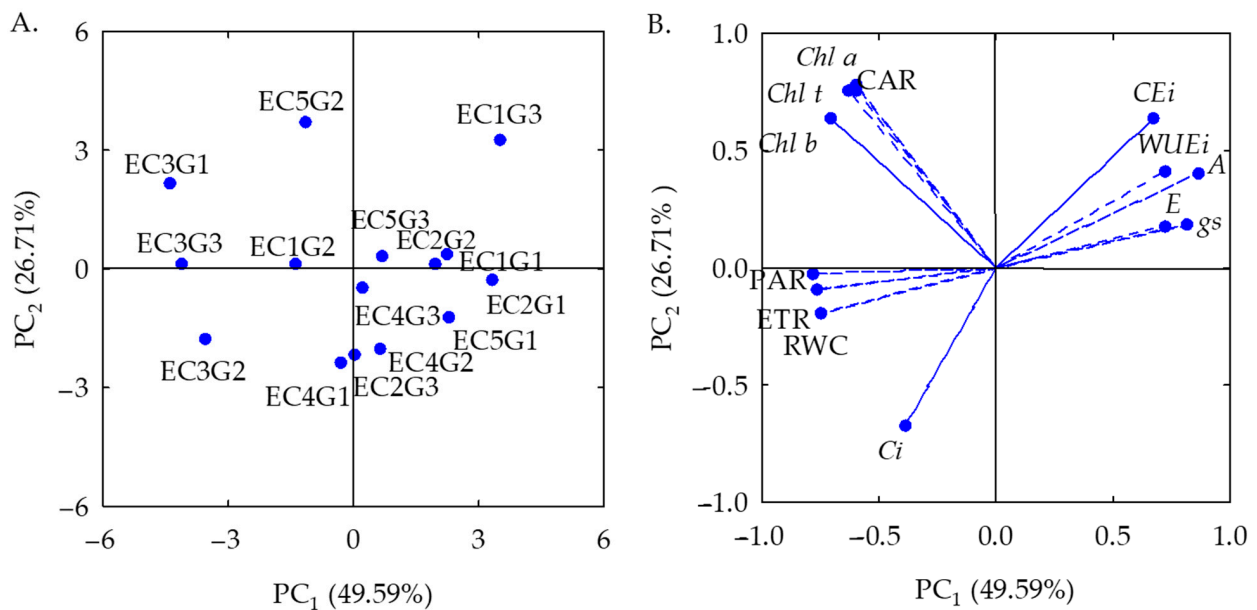 A.
6
3
0
−3
−6
−6
−3
0
3
6
PC2 (26.71%)
PC1 (49.59%)
EC5G2
EC1G3
EC3G1
EC5G3
EC3G3
EC1G2
EC2G2
EC1G1
EC2G1
EC4G3
EC5G1
EC3G2
EC4G2
EC4G1
EC2G3
B.
1.0
0.5
0.0
−0.5
−1.0
−1.0
−0.5
0.0
0.5
1.0
PC2 (26.71%)
PC1 (49.59%)
Chl a
CAR
Chl t
CEi
Chl b
WUEi
A
E
gs
PAR
ETR
RWC
Ci